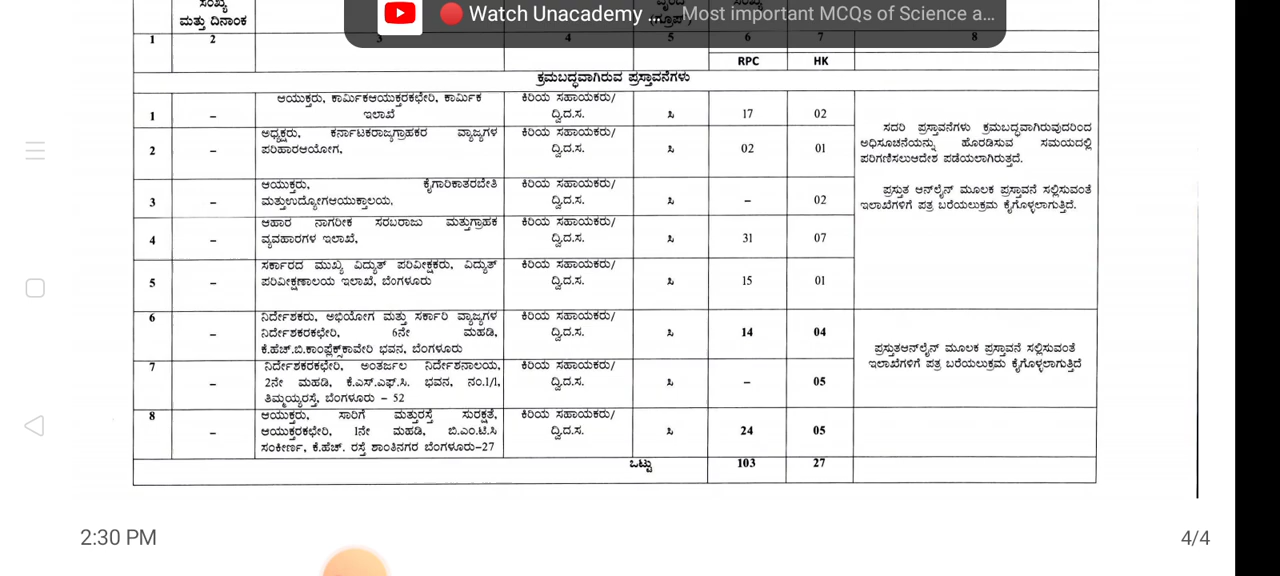 ಸಂಖ್ಯೆ
ಮತ್ತು ದಿನಾಂಕ
Watch Unacademy ... Most important MCQs of Science a...
1 2 3 4 5 6 7 8
RPC HK
ಕ್ರಮಬದ್ಧವಾಗಿರುವ ಪ್ರಸ್ತಾವನೆಗಳು
1 – ಆಯುಕ್ತರು, ಕಾರ್ಮಿಕಆಯುಕ್ತರಕಛೇರಿ, ಕಾರ್ಮಿಕ ಕಿರಿಯ ಸಹಾಯಕರು/ ಸಿ 17 02
ಇಲಾಖೆ ದ್ವಿ.ದ.ಸ.
ಸದರಿ ಪ್ರಸ್ತಾವನೆಗಳು ಕ್ರಮಬದ್ಧವಾಗಿರುವುದರಿಂದ
ಅಧಿಸೂಚನೆಯನ್ನು ಹೊರಡಿಸುವ ಸಮಯದಲ್ಲಿ
ಪರಿಗಣಿಸಲುಆದೇಶ ಪಡೆಯಲಾಗಿರುತ್ತದೆ.
2 – ಅಧ್ಯಕ್ಷರು, ಕರ್ನಾಟಕರಾಜ್ಯಗ್ರಾಹಕರ ವ್ಯಾಜ್ಯಗಳ ಕಿರಿಯ ಸಹಾಯಕರು/ ಸಿ 02 01
ಪರಿಹಾರಆಯೋಗ, ದ್ವಿ.ದ.ಸ.
ಪ್ರಸ್ತುತ ಆನ್‌ಲೈನ್ ಮೂಲಕ ಪ್ರಸ್ತಾವನೆ ಸಲ್ಲಿಸುವಂತೆ
ಇಲಾಖೆಗಳಿಗೆ ಪತ್ರ ಬರೆಯಲುಕ್ರಮ ಕೈಗೊಳ್ಳಲಾಗುತ್ತಿದೆ.
3 – ಆಯುಕ್ತರು, ಕೈಗಾರಿಕಾತರಬೇತಿ ಕಿರಿಯ ಸಹಾಯಕರು/ ಸಿ – 02
ಮತ್ತುಉದ್ಯೋಗಆಯುಕ್ತಾಲಯ, ದ್ವಿ.ದ.ಸ.
4 – ಆಹಾರ ನಾಗರೀಕ ಸರಬರಾಜು ಮತ್ತುಗ್ರಾಹಕ ಕಿರಿಯ ಸಹಾಯಕರು/ ಸಿ 31 07
ವ್ಯವಹಾರಗಳ ಇಲಾಖೆ, ದ್ವಿ.ದ.ಸ.
5 – ಸರ್ಕಾರದ ಮುಖ್ಯ ವಿದ್ಯುತ್ ಪರಿವೀಕ್ಷಕರು, ವಿದ್ಯುತ್ ಕಿರಿಯ ಸಹಾಯಕರು/ ಸಿ 15 01
ಪರಿವೀಕ್ಷಣಾಲಯ ಇಲಾಖೆ, ಬೆಂಗಳೂರು ದ್ವಿ.ದ.ಸ.
6 – ನಿರ್ದೇಶಕರು, ಅಭಿಯೋಗ ಮತ್ತು ಸರ್ಕಾರಿ ವ್ಯಾಜ್ಯಗಳ ಕಿರಿಯ ಸಹಾಯಕರು/ ಸಿ 14 04
ನಿರ್ದೇಶಕರಕಛೇರಿ, 6ನೇ ಮಹಡಿ, ದ್ವಿ.ದ.ಸ.
ಕೆ.ಹೆಚ್.ಬಿ.ಕಾಂಪ್ಲೆಕ್ಸ್‌ಕಾವೇರಿ ಭವನ, ಬೆಂಗಳೂರು
ಪ್ರಸ್ತುತಆನ್‌ಲೈನ್ ಮೂಲಕ ಪ್ರಸ್ತಾವನೆ ಸಲ್ಲಿಸುವಂತೆ
ಇಲಾಖೆಗಳಿಗೆ ಪತ್ರ ಬರೆಯಲುಕ್ರಮ ಕೈಗೊಳ್ಳಲಾಗುತ್ತಿದೆ
7 – ನಿರ್ದೇಶಕರಕಛೇರಿ, ಅಂತರ್ಜಲ ನಿರ್ದೇಶನಾಲಯ, ಕಿರಿಯ ಸಹಾಯಕರು/ ಸಿ – 05
2ನೇ ಮಹಡಿ, ಕೆ.ಎಸ್.ಎಫ್.ಸಿ. ಭವನ, ನಂ.1/1, ದ್ವಿ.ದ.ಸ.
ತಿಮ್ಮಯ್ಯರಸ್ತೆ, ಬೆಂಗಳೂರು – 52
8 – ಆಯುಕ್ತರು, ಸಾರಿಗೆ ಮತ್ತುರಸ್ತೆ ಸುರಕ್ಷತೆ, ಕಿರಿಯ ಸಹಾಯಕರು/ ಸಿ 24 05
ಆಯುಕ್ತರಕಛೇರಿ, 1ನೇ ಮಹಡಿ, ಬಿ.ಎಂ.ಟಿ.ಸಿ ದ್ವಿ.ದ.ಸ.
ಸಂಕೀರ್ಣ, ಕೆ.ಹೆಚ್. ರಸ್ತೆ ಶಾಂತಿನಗರ ಬೆಂಗಳೂರು-27
ಒಟ್ಟು 103 27
2:30 PM 4/4